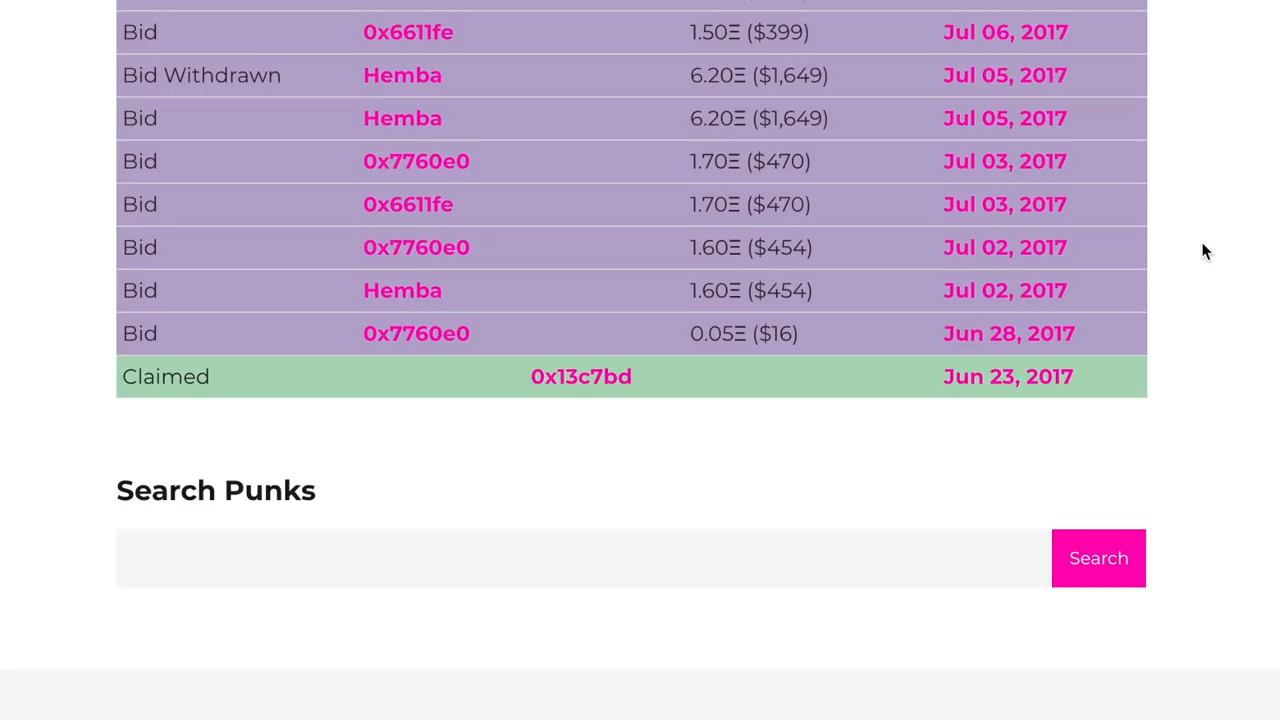 Bid 0x6611fe 1.50Ξ ($399) Jul 06, 2017
Bid Withdrawn Hemba 6.20Ξ ($1,649) Jul 05, 2017
Bid Hemba 6.20Ξ ($1,649) Jul 05, 2017
Bid 0x7760e0 1.70Ξ ($470) Jul 03, 2017
Bid 0x6611fe 1.70Ξ ($470) Jul 03, 2017
Bid 0x7760e0 1.60Ξ ($454) Jul 02, 2017
Bid Hemba 1.60Ξ ($454) Jul 02, 2017
Bid 0x7760e0 0.05Ξ ($16) Jun 28, 2017
Claimed 0x13c7bd Jun 23, 2017
Search Punks
Search